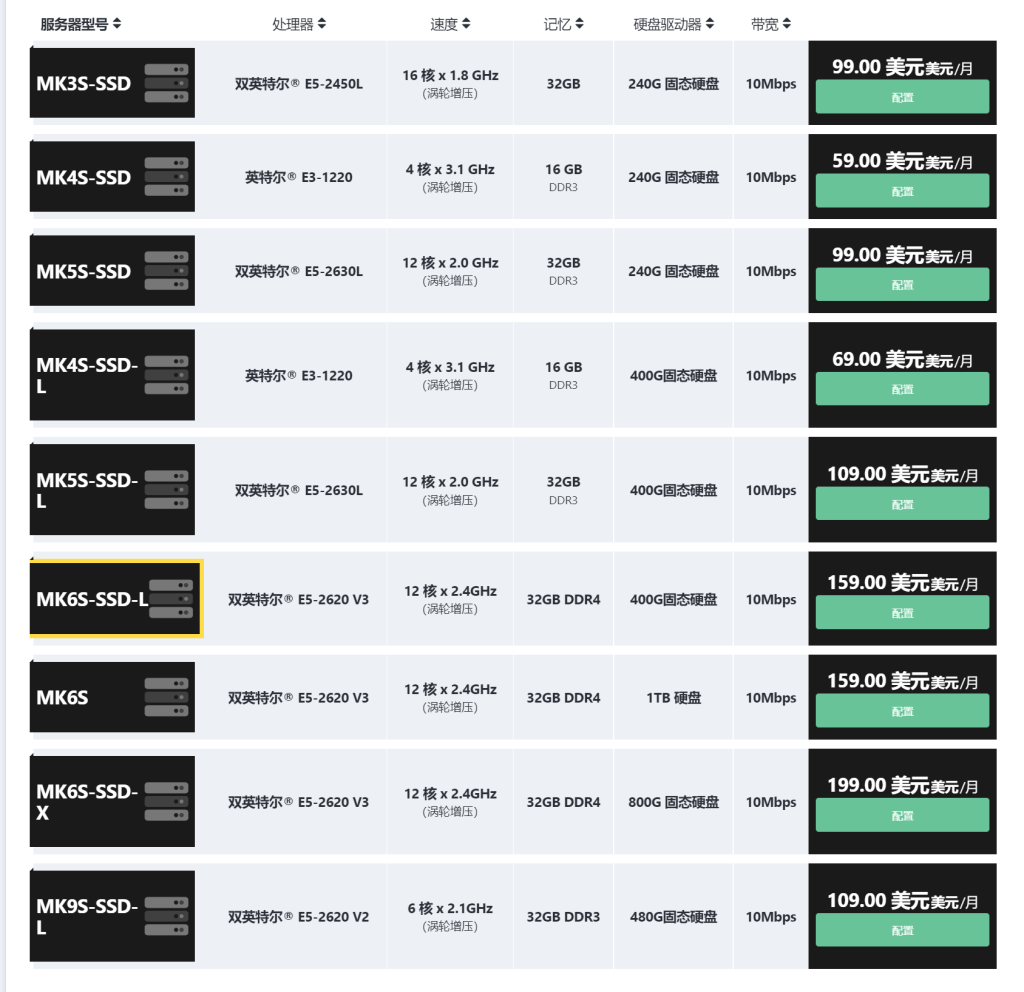 服务器型号 处理器 速度 记忆 硬盘驱动器 带宽
MK3S-SSD 双英特尔® E5-2450L 16 核 x 1.8 GHz (涡轮增压) 32GB 240G 固态硬盘 10Mbps 99.00 美元美元/月
配置
MK4S-SSD 英特尔® E3-1220 4 核 x 3.1 GHz (涡轮增压) 16 GB DDR3 240G 固态硬盘 10Mbps 59.00 美元美元/月
配置
MK5S-SSD 双英特尔® E5-2630L 12 核 x 2.0 GHz (涡轮增压) 32GB DDR3 240G 固态硬盘 10Mbps 99.00 美元美元/月
配置
MK4S-SSD-L 英特尔® E3-1220 4 核 x 3.1 GHz (涡轮增压) 16 GB DDR3 400G固态硬盘 10Mbps 69.00 美元美元/月
配置
MK5S-SSD-L 双英特尔® E5-2630L 12 核 x 2.0 GHz (涡轮增压) 32GB DDR3 400G固态硬盘 10Mbps 109.00 美元美元/月
配置
MK6S-SSD-L 双英特尔® E5-2620 V3 12 核 x 2.4GHz (涡轮增压) 32GB DDR4 400G固态硬盘 10Mbps 159.00 美元美元/月
配置
MK6S 双英特尔® E5-2620 V3 12 核 x 2.4GHz (涡轮增压) 32GB DDR4 1TB 硬盘 10Mbps 159.00 美元美元/月
配置
MK6S-SSD-X 双英特尔® E5-2620 V3 12 核 x 2.4GHz (涡轮增压) 32GB DDR4 800G 固态硬盘 10Mbps 199.00 美元美元/月
配置
MK9S-SSD-L 双英特尔® E5-2620 V2 6 核 x 2.1GHz (涡轮增压) 32GB DDR3 480G固态硬盘 10Mbps 109.00 美元美元/月
配置